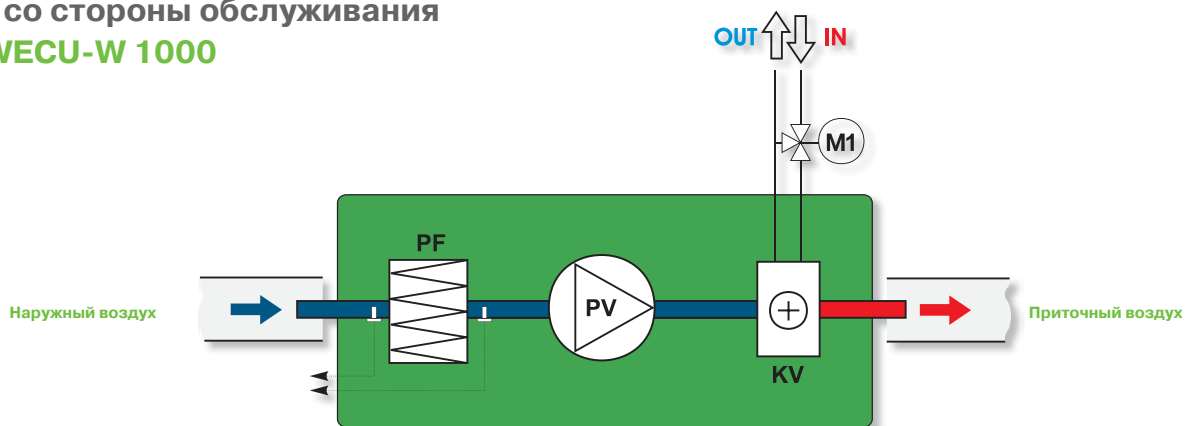 со стороны обслуживания
WECU-W 1000
OUT IN
M1
PF
PV
KV
Наружный воздух
Приточный воздух